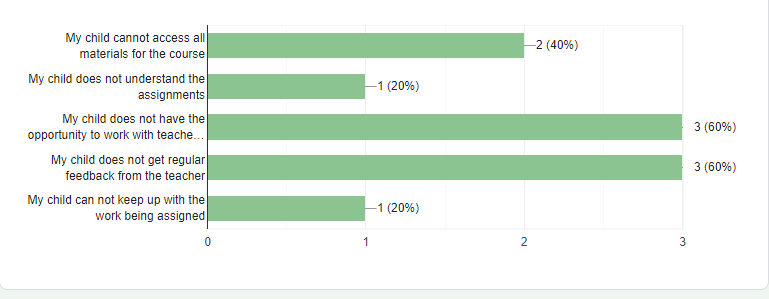 My child cannot access all
materials for the course
2 (40%)
My child does not understand the
assignments
1 (20%)
My child does not have the
opportunity to work with teache…
3 (60%)
My child does not get regular
feedback from the teacher
3 (60%)
My child can not keep up with the
work being assigned
1 (20%)
0 1 2 3